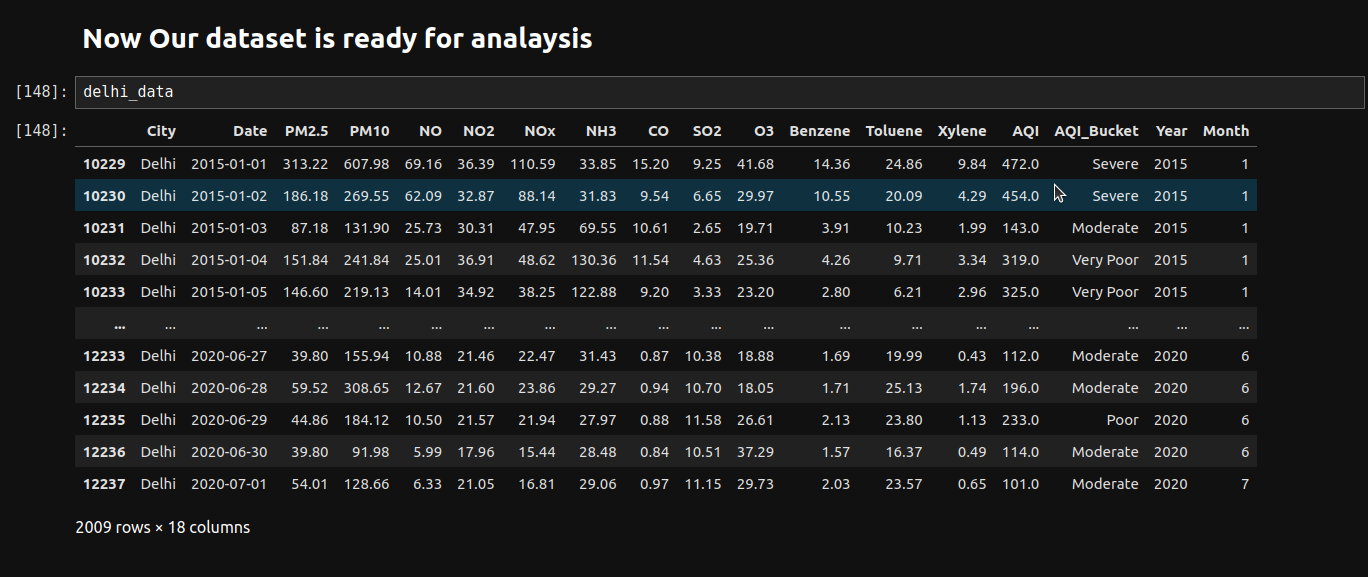 Now Our dataset is ready for analaysis
[148]: delhi_data
[148]: City Date PM2.5 PM10 NO NO2 NOx NH3 CO SO2 O3 Benzene Toluene Xylene AQI AQI_Bucket Year Month
10229 Delhi 2015-01-01 313.22 607.98 69.16 36.39 110.59 33.85 15.20 9.25 41.68 14.36 24.86 9.84 472.0 Severe 2015 1
10230 Delhi 2015-01-02 186.18 269.55 62.09 32.87 88.14 31.83 9.54 6.65 29.97 10.55 20.09 4.29 454.0 Severe 2015 1
10231 Delhi 2015-01-03 87.18 131.90 25.73 30.31 47.95 69.55 10.61 2.65 19.71 3.91 10.23 1.99 143.0 Moderate 2015 1
10232 Delhi 2015-01-04 151.84 241.84 25.01 36.91 48.62 130.36 11.54 4.63 25.36 4.26 9.71 3.34 319.0 Very Poor 2015 1
10233 Delhi 2015-01-05 146.60 219.13 14.01 34.92 38.25 122.88 9.20 3.33 23.20 2.80 6.21 2.96 325.0 Very Poor 2015 1
... ... ... ... ... ... ... ... ... ... ... ... ... ... ... ... ... ... ...
12233 Delhi 2020-06-27 39.80 155.94 10.88 21.46 22.47 31.43 0.87 10.38 18.88 1.69 19.99 0.43 112.0 Moderate 2020 6
12234 Delhi 2020-06-28 59.52 308.65 12.67 21.60 23.86 29.27 0.94 10.70 18.05 1.71 25.13 1.74 196.0 Moderate 2020 6
12235 Delhi 2020-06-29 44.86 184.12 10.50 21.57 21.94 27.97 0.88 11.58 26.61 2.13 23.80 1.13 233.0 Poor 2020 6
12236 Delhi 2020-06-30 39.80 91.98 5.99 17.96 15.44 28.48 0.84 10.51 37.29 1.57 16.37 0.49 114.0 Moderate 2020 6
12237 Delhi 2020-07-01 54.01 128.66 6.33 21.05 16.81 29.06 0.97 11.15 29.73 2.03 23.57 0.65 101.0 Moderate 2020 7
2009 rows × 18 columns